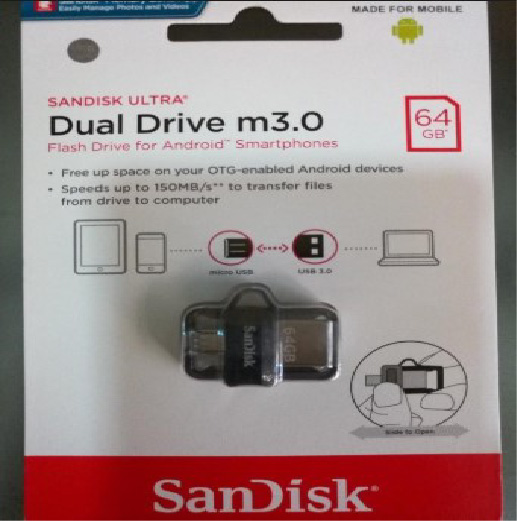 Easily Manage Photos and Videos
MADE FOR MOBILE
SANDISK ULTRA®
Dual Drive m3.0
Flash Drive for Android™ Smartphones
64
GB*
• Free up space on your OTG-enabled Android devices
• Speeds up to 150MB/s** to transfer files
from drive to computer
micro USB
USB 3.0
SanDisk
64GB
Slide to Open
SanDisk®